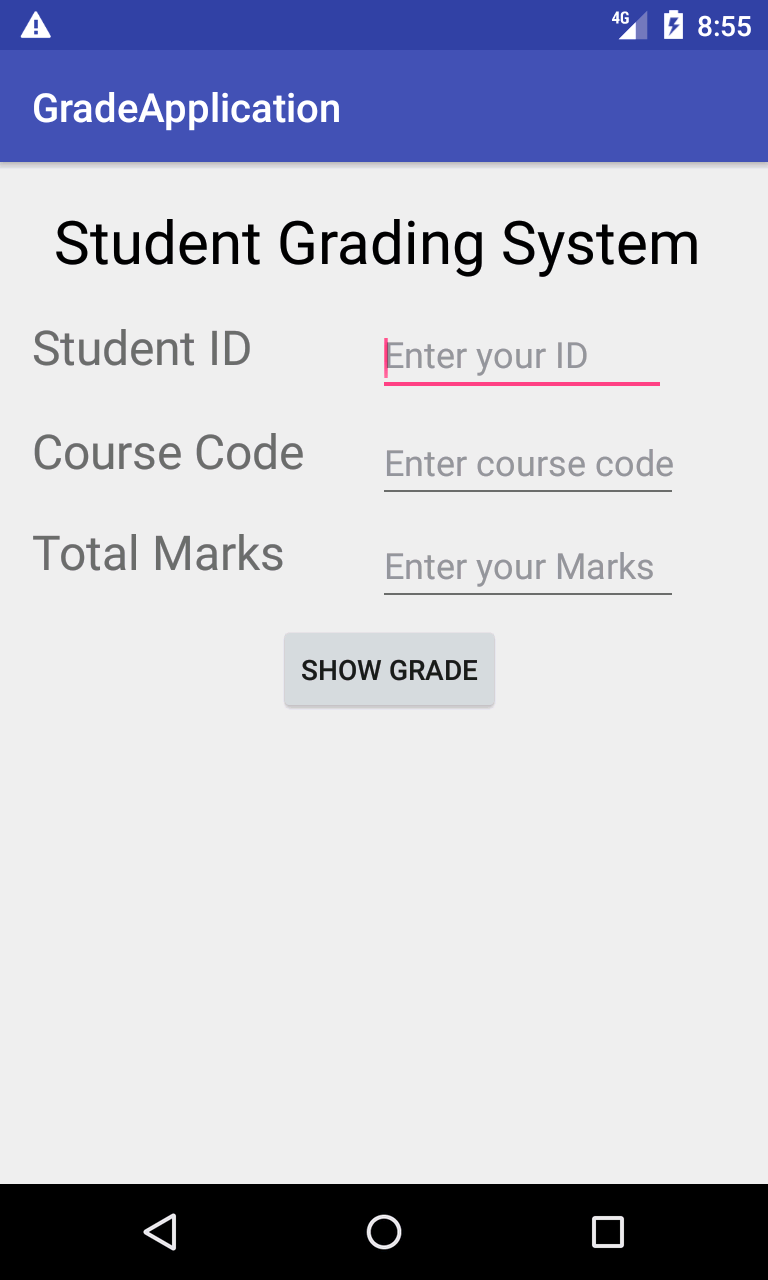 4G 8:55
GradeApplication
Student Grading System
Student ID Enter your ID
Course Code Enter course code
Total Marks Enter your Marks
SHOW GRADE